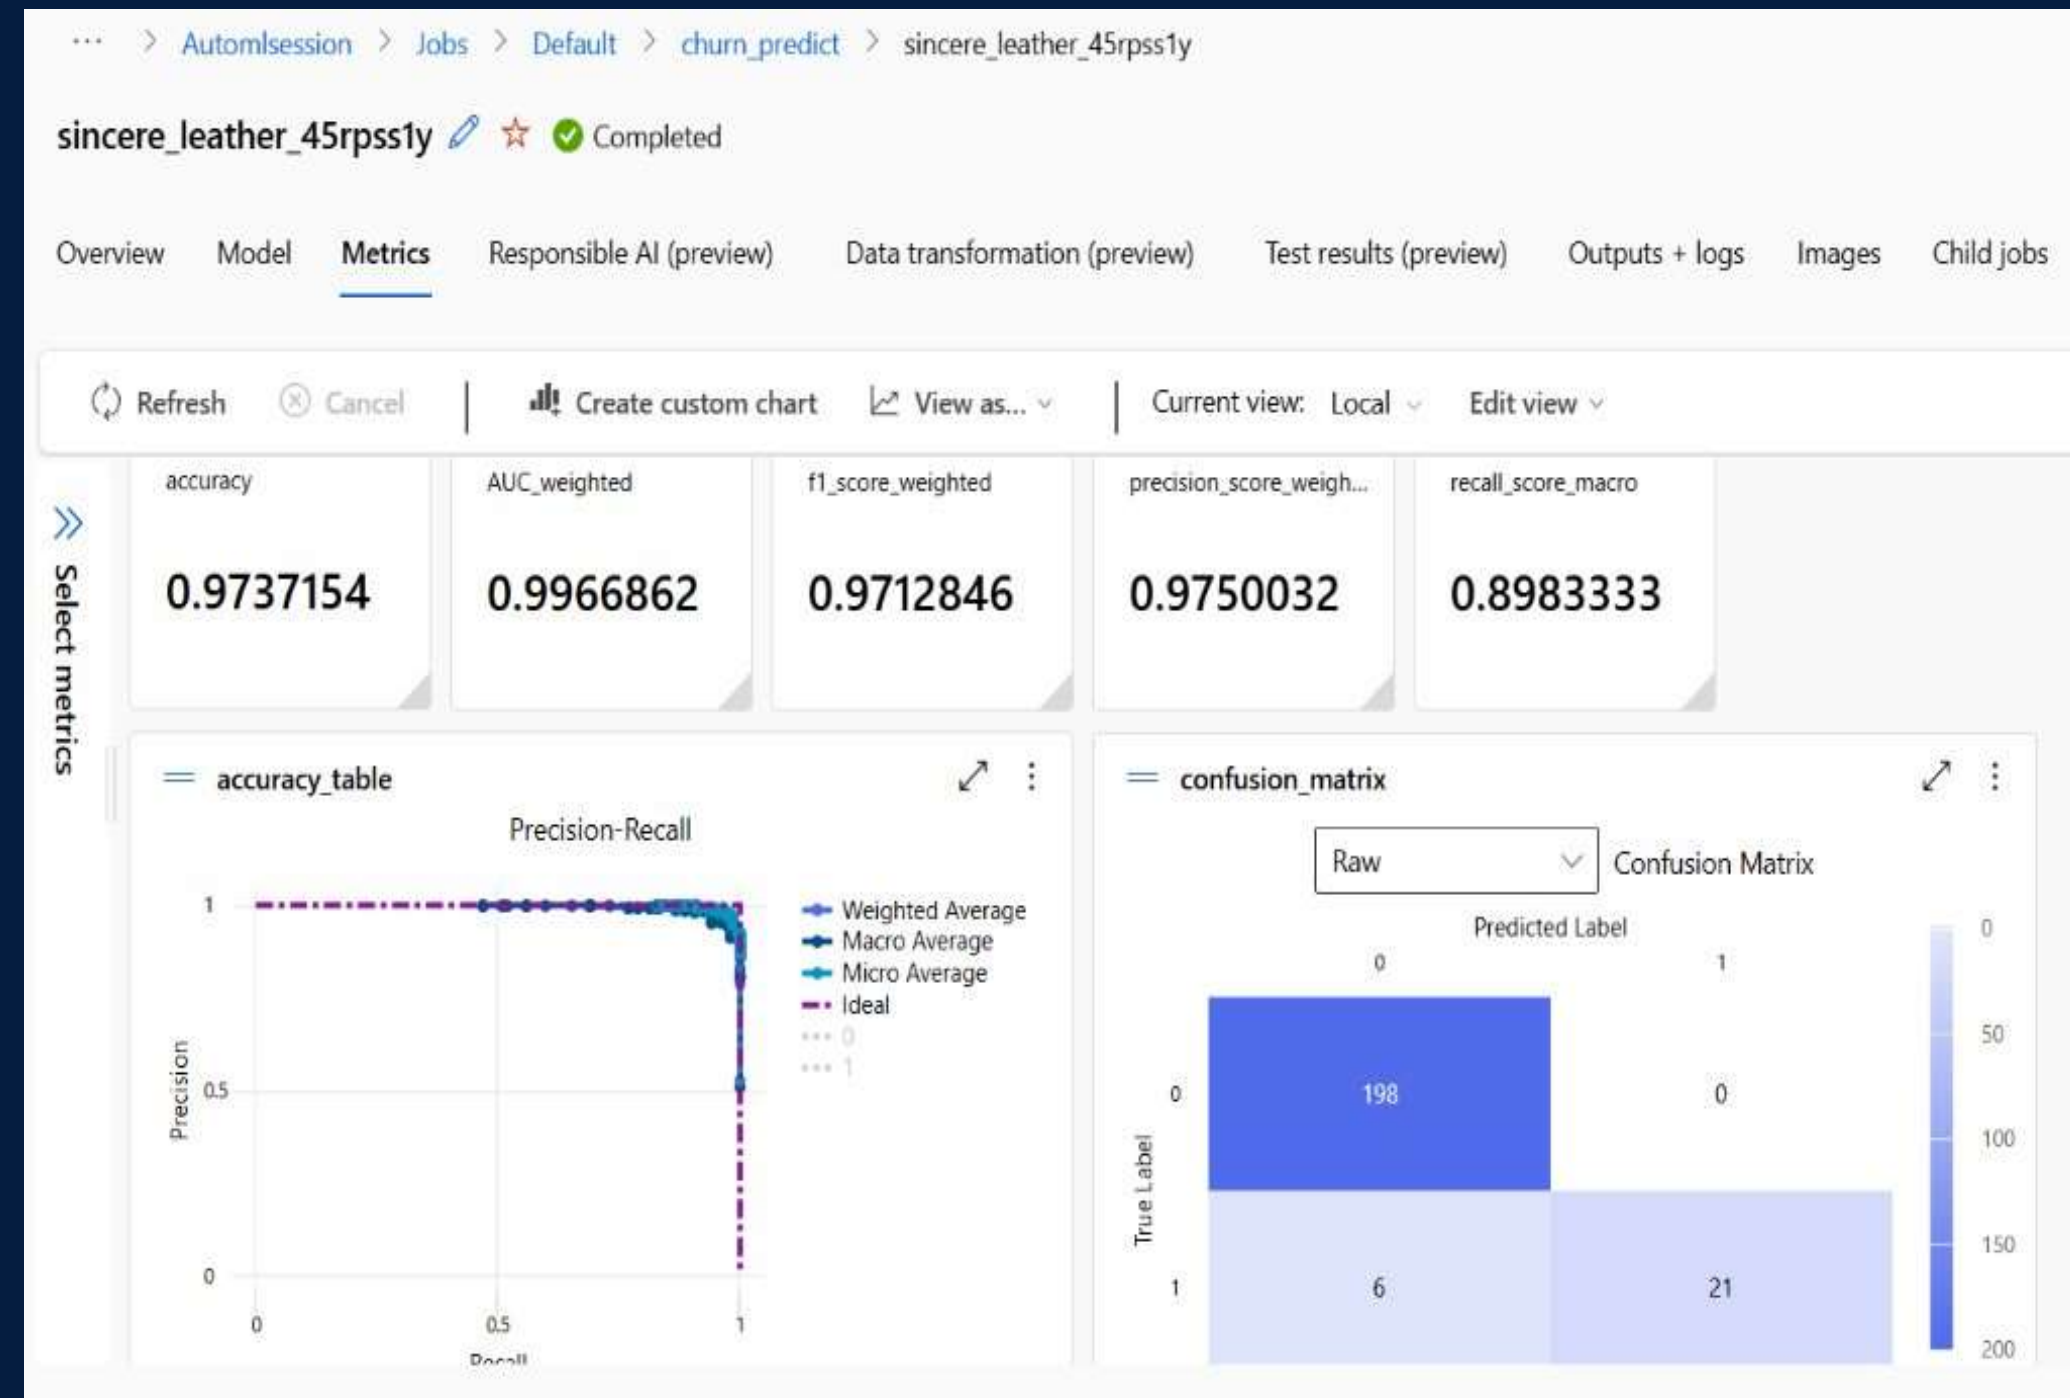 ... > Automlsession > Jobs > Default > churn_predict > sincere_leather_45rpss1y
sincere_leather_45rpss1y Completed
Overview Model Metrics Responsible AI (preview) Data transformation (preview) Test results (preview) Outputs + logs Images Child jobs
Refresh Cancel | Create custom chart View as... | Current view: Local Edit view
Select metrics
accuracy AUC_weighted f1_score_weighted precision_score_weigh... recall_score_macro
0.9737154 0.9966862 0.9712846 0.9750032 0.8983333
accuracy_table
Precision-Recall
1
0.5
0
Precision
0 0.5 1
Recall
Weighted Average
Macro Average
Micro Average
Ideal
0
1
confusion_matrix
Raw Confusion Matrix
Predicted Label
0 1
True Label
0 198 0
1 6 21
0
50
100
150
200